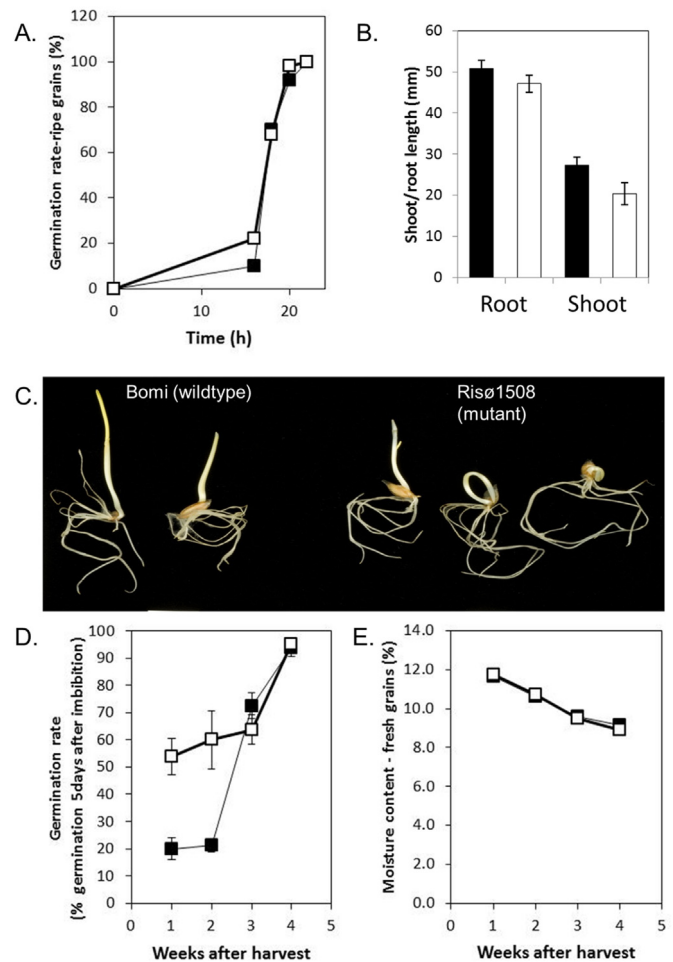 A.
Germination rate-ripe grains (%)
120
100
80
60
40
20
0
0 10 20
Time (h)
B.
Shoot/root length (mm)
60
50
40
30
20
10
0
Root Shoot
C.
Bomi (wildtype)
Risø1508
(mutant)
D.
Germination rate
(% germination 5days after imbibition)
100
90
80
70
60
50
40
30
20
10
0
0 1 2 3 4 5
Weeks after harvest
E.
Moisture content - fresh grains (%)
14.0
12.0
10.0
8.0
6.0
4.0
2.0
0.0
0 1 2 3 4 5
Weeks after harvest